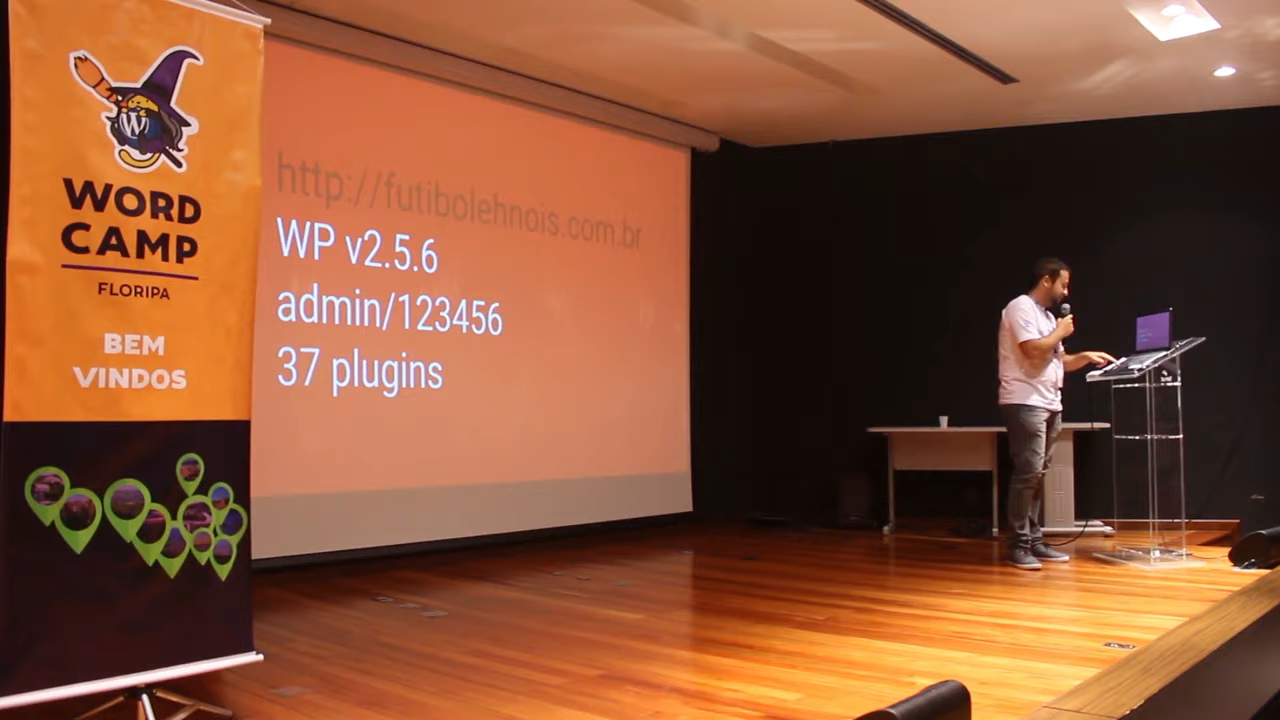 WORD
CAMP
FLORIPA
BEM
VINDOS
http://futibolehnois.com.br
WP v2.5.6
admin/123456
37 plugins